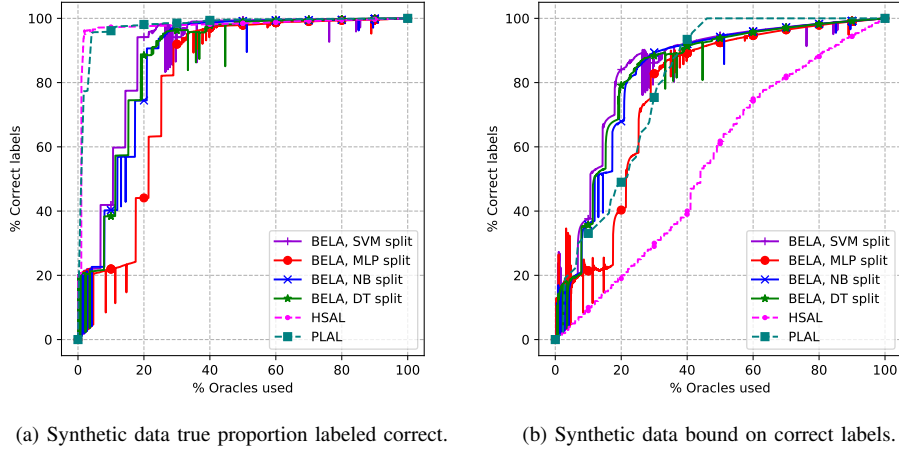 100
80
60
40
20
0
% Correct labels
0 20 40 60 80 100
% Oracles used
BELA, SVM split
BELA, MLP split
BELA, NB split
BELA, DT split
HSAL
PLAL
(a) Synthetic data true proportion labeled correct.
100
80
60
40
20
0
% Correct labels
0 20 40 60 80 100
% Oracles used
BELA, SVM split
BELA, MLP split
BELA, NB split
BELA, DT split
HSAL
PLAL
(b) Synthetic data bound on correct labels.